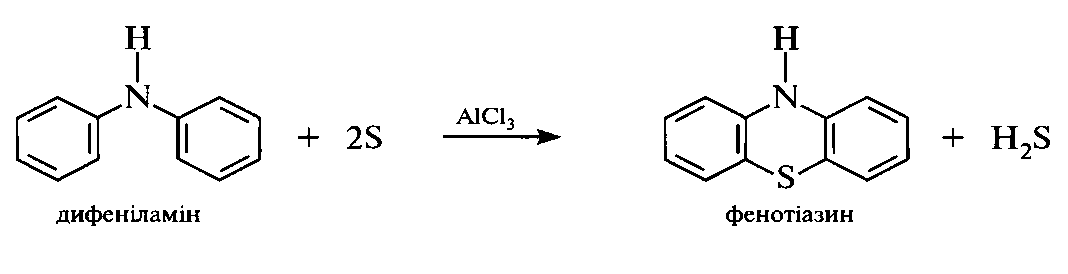 H H
N N
AlCl₃
+ 2S + H₂S
S
дифеніламін фенотіазин